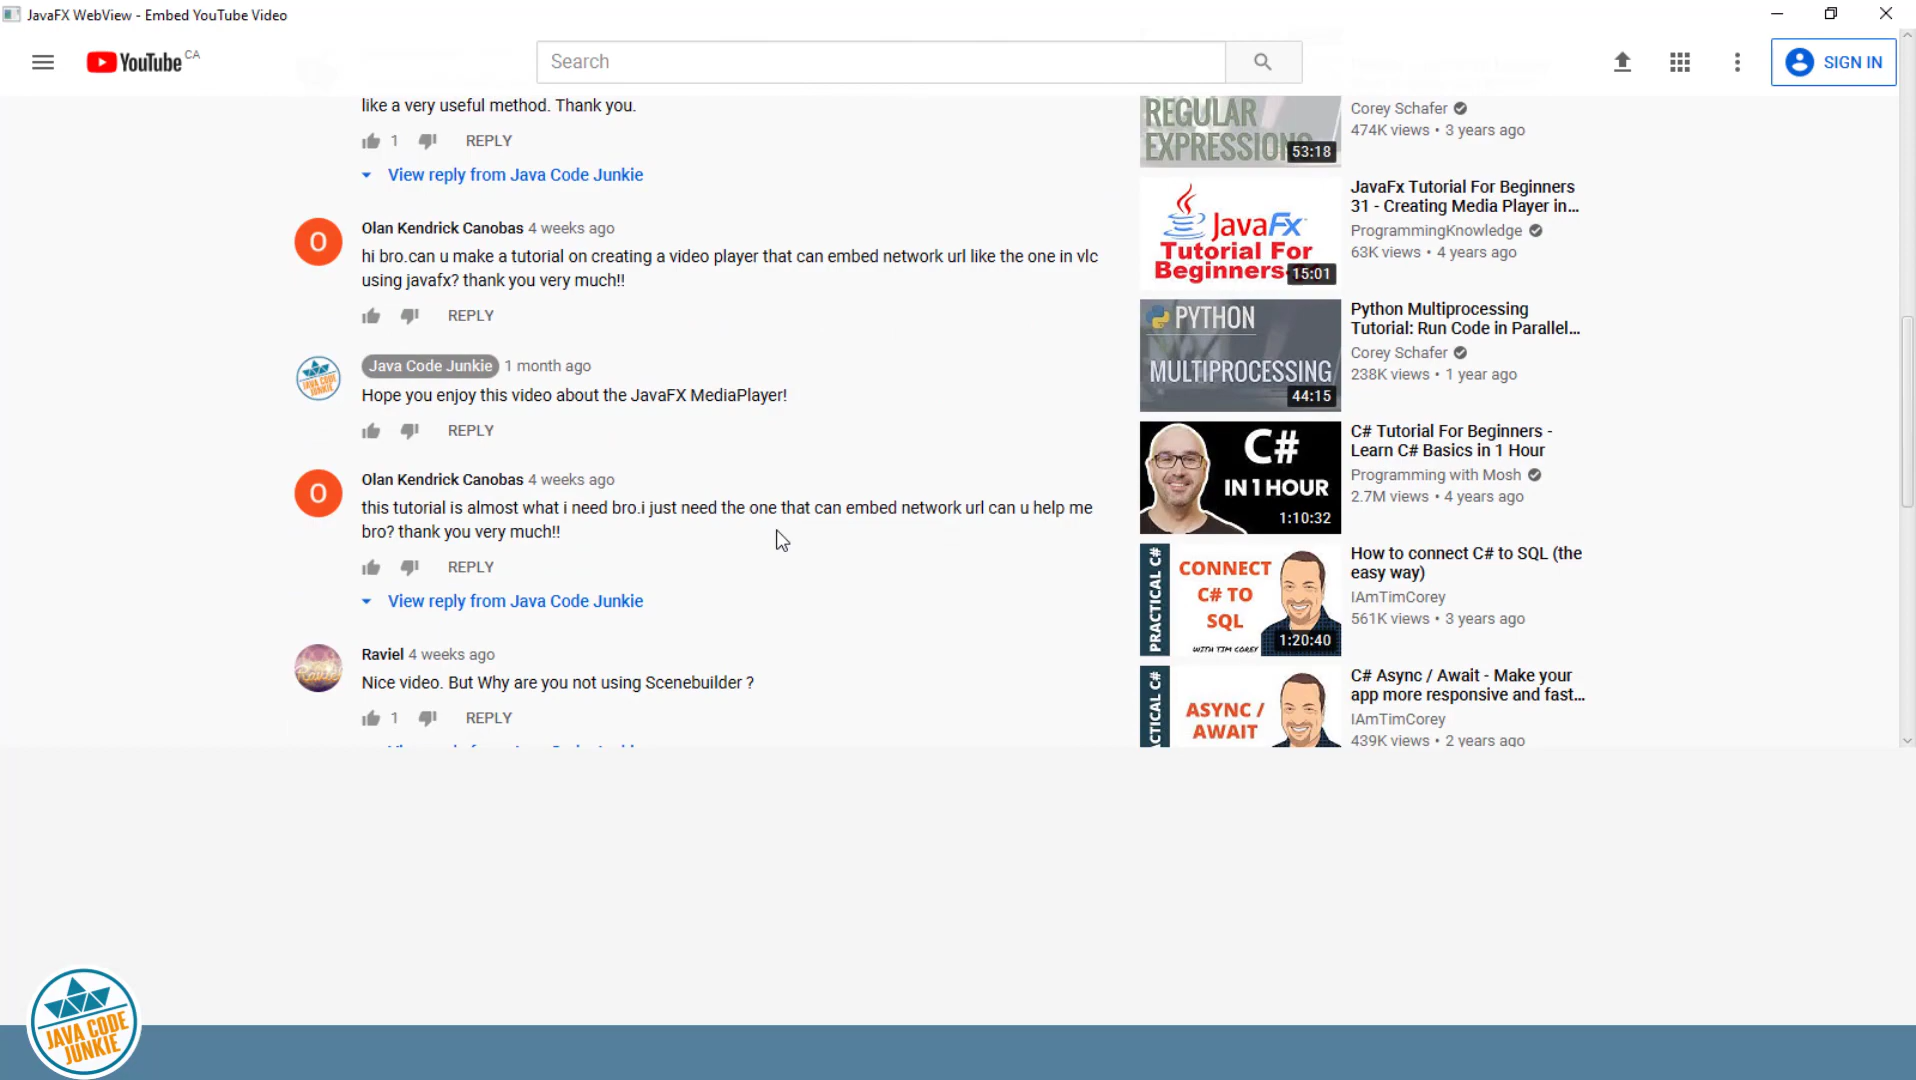 JavaFX WebView - Embed YouTube Video
YouTube CA
Search
SIGN IN
like a very useful method. Thank you.
1 REPLY
View reply from Java Code Junkie
O
Olan Kendrick Canobas 4 weeks ago
hi bro.can u make a tutorial on creating a video player that can embed network url like the one in vlc
using javafx? thank you very much!!
REPLY
JAVA CODE
JUNKIE
Java Code Junkie 1 month ago
Hope you enjoy this video about the JavaFX MediaPlayer!
REPLY
O
Olan Kendrick Canobas 4 weeks ago
this tutorial is almost what i need bro.i just need the one that can embed network url can u help me
bro? thank you very much!!
REPLY
View reply from Java Code Junkie
Raviel 4 weeks ago
Nice video. But Why are you not using Scenebuilder ?
1 REPLY
REGULAR
EXPRESSIONS
53:18
Corey Schafer
474K views • 3 years ago
JavaFx
Tutorial For
Beginners
15:01
JavaFx Tutorial For Beginners
31 - Creating Media Player in...
ProgrammingKnowledge
63K views • 4 years ago
PYTHON
MULTIPROCESSING
44:15
Python Multiprocessing
Tutorial: Run Code in Parallel...
Corey Schafer
238K views • 1 year ago
C#
IN 1 HOUR
1:10:32
C# Tutorial For Beginners -
Learn C# Basics in 1 Hour
Programming with Mosh
2.7M views • 4 years ago
PRACTICAL C#
CONNECT
C# TO
SQL
WITH TIM COREY
1:20:40
How to connect C# to SQL (the
easy way)
IAmTimCorey
561K views • 3 years ago
CTICAL C#
ASYNC /
AWAIT
C# Async / Await - Make your
app more responsive and fast...
IAmTimCorey
439K views • 2 years ago
JAVA CODE
JUNKIE